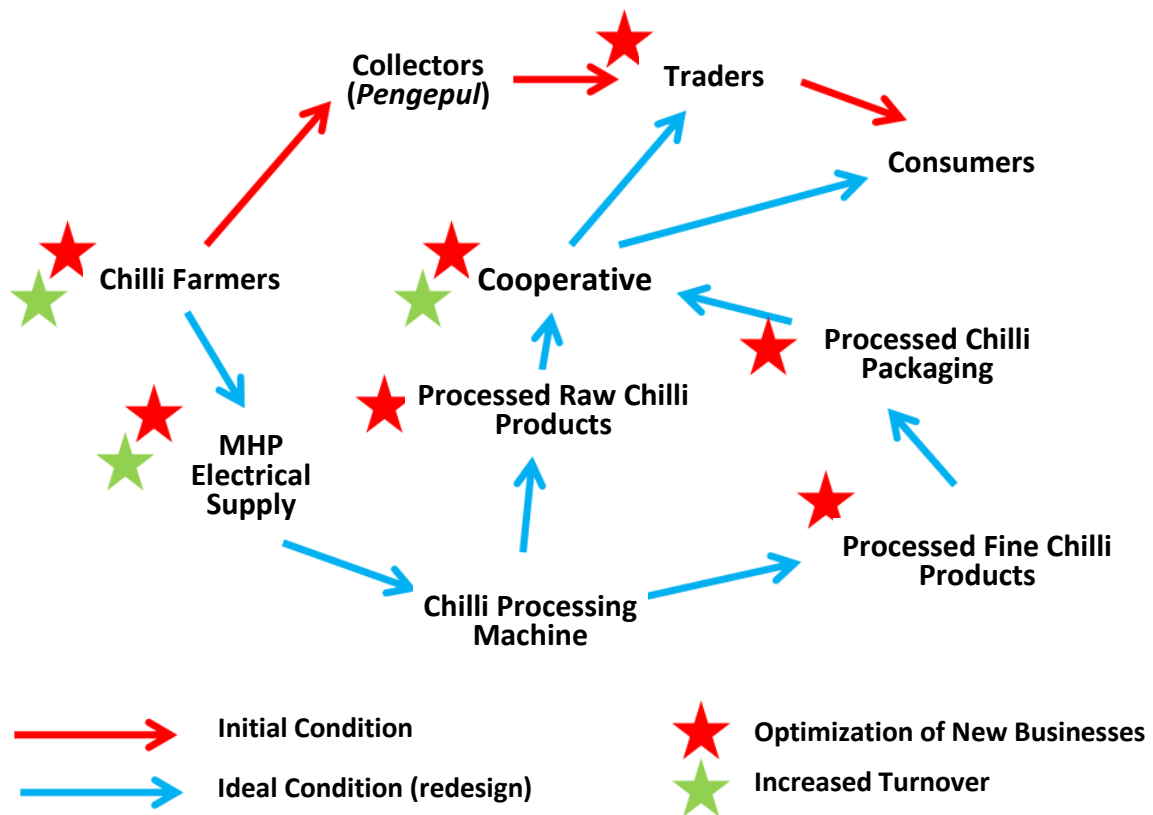 Collectors
(Pengepul)
Traders
Consumers
Chilli Farmers
Cooperative
Processed Chilli
Packaging
Processed Raw Chilli
Products
MHP
Electrical
Supply
Processed Fine Chilli
Products
Chilli Processing
Machine
Initial Condition
Optimization of New Businesses
Ideal Condition (redesign)
Increased Turnover